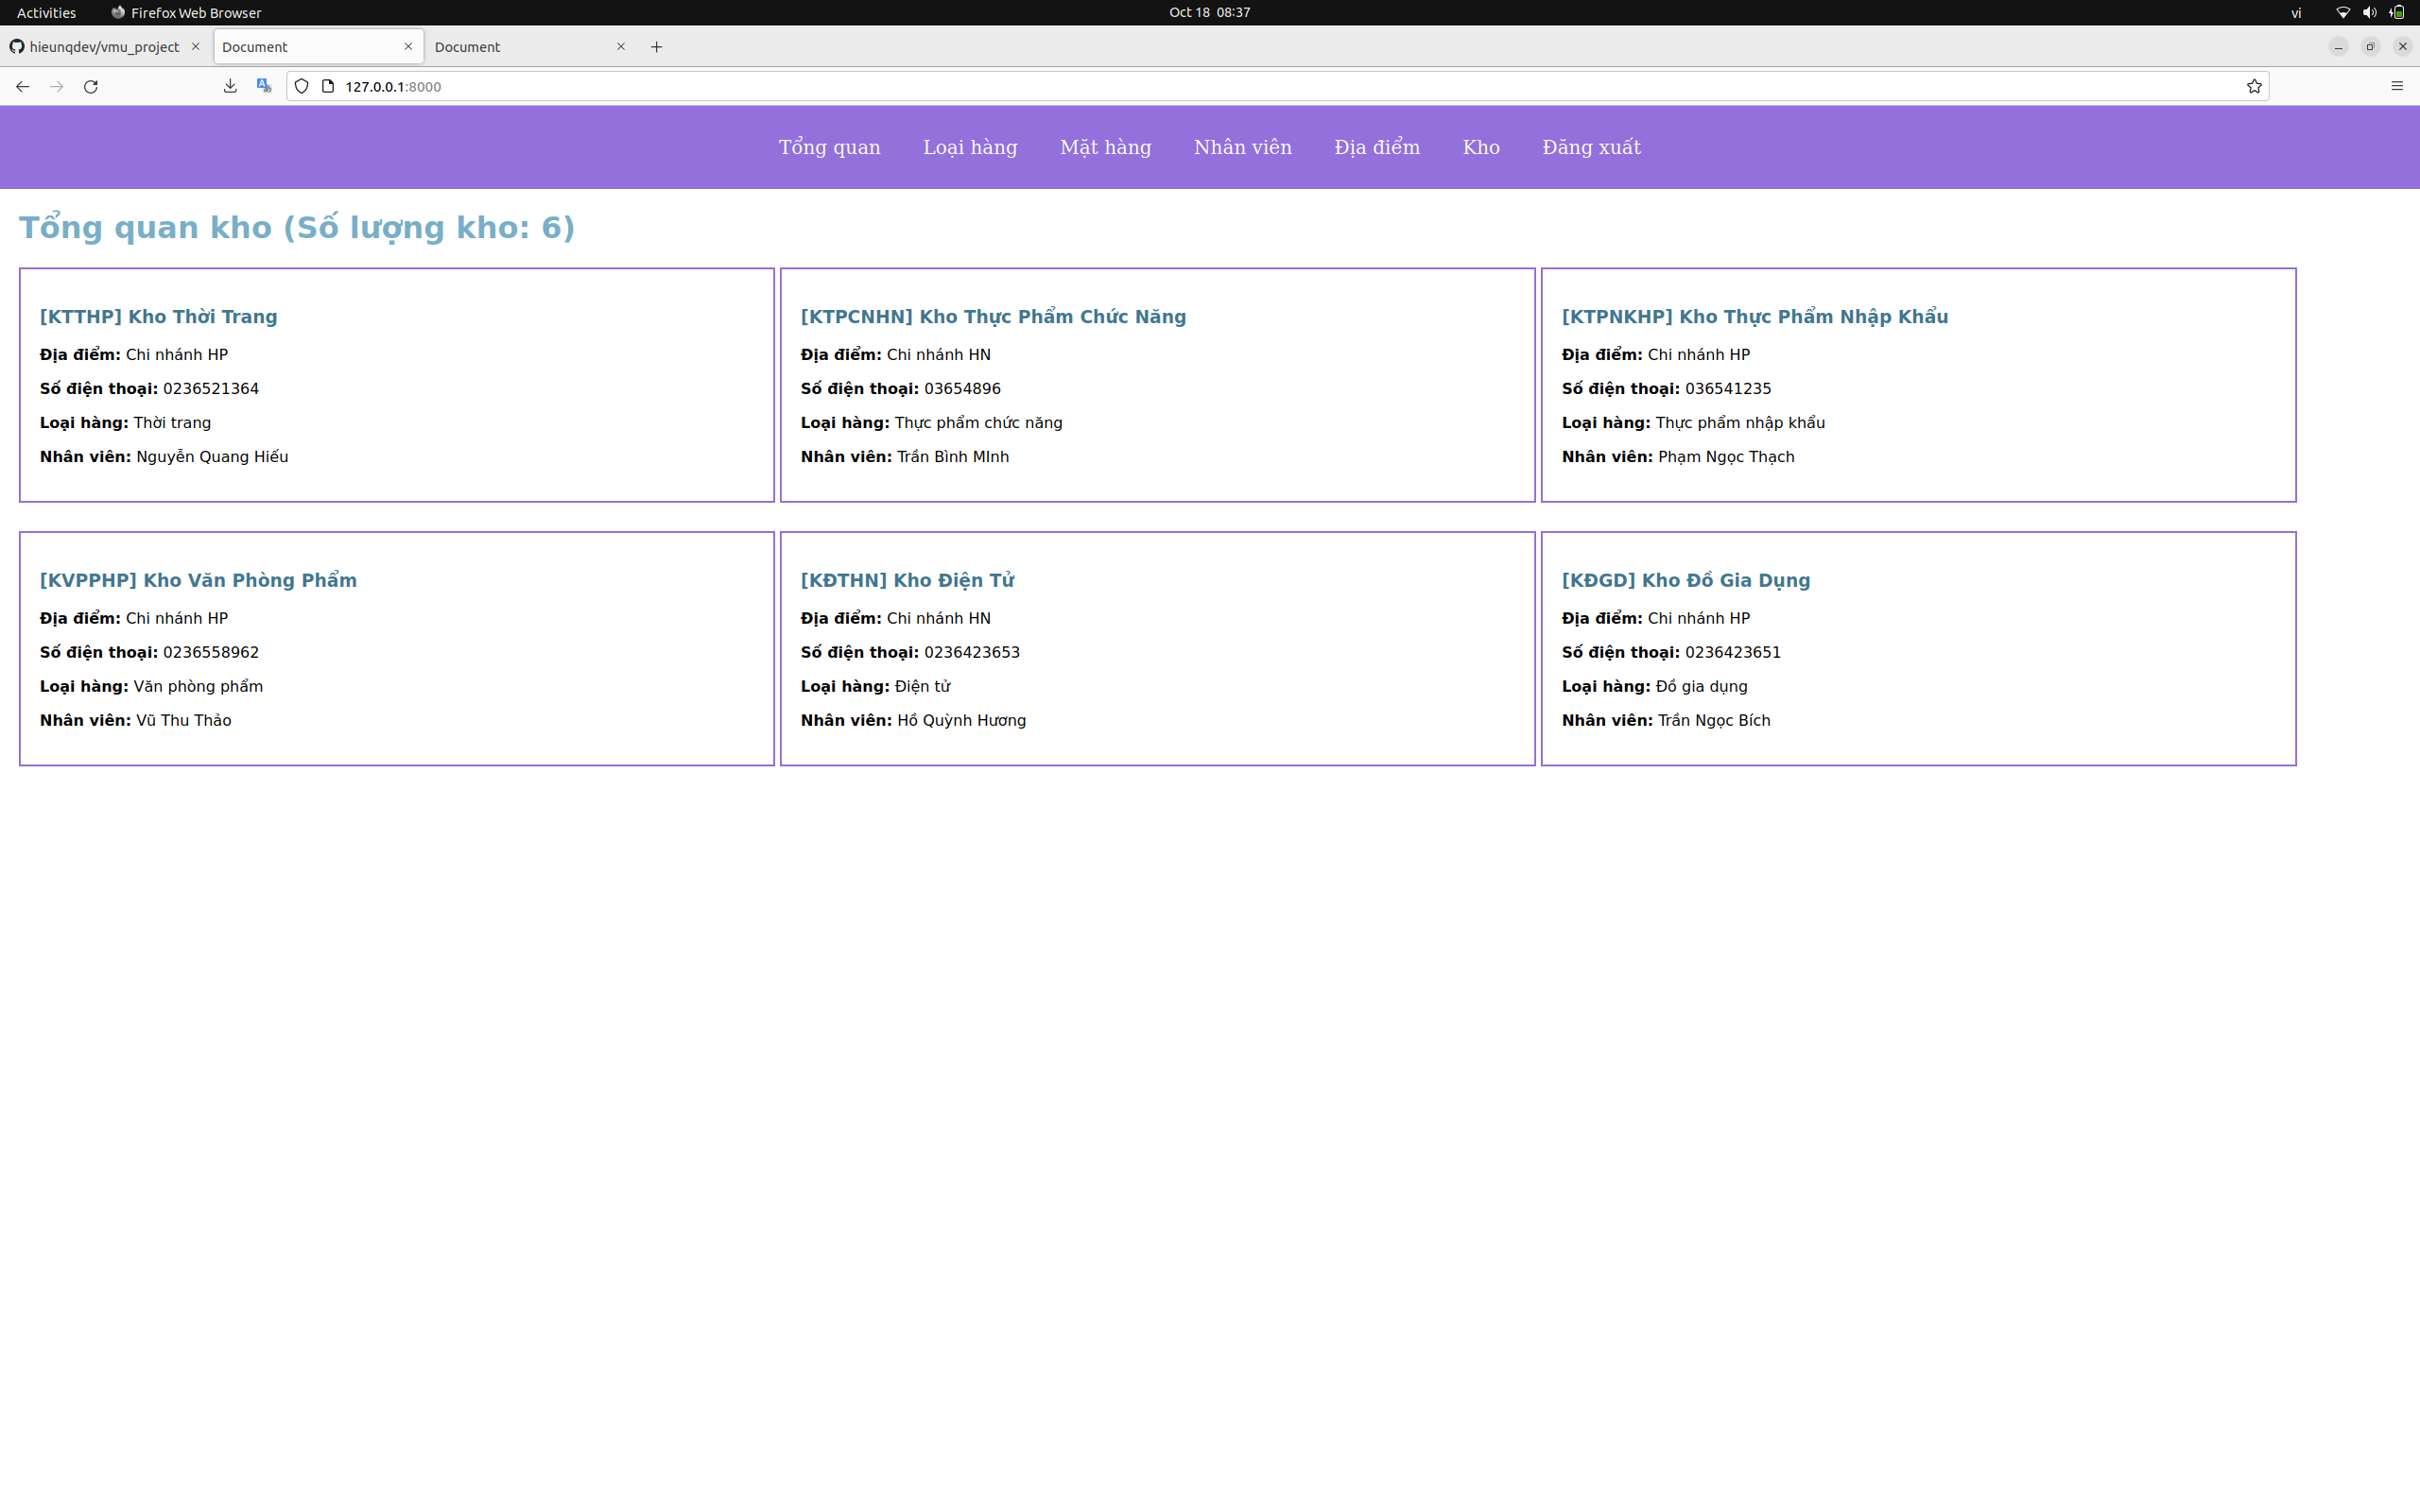 Activities Firefox Web Browser Oct 18 08:37 vi
hieunqdev/vmu_project Document Document
127.0.0.1:8000
Tổng quan Loại hàng Mặt hàng Nhân viên Địa điểm Kho Đăng xuất
Tổng quan kho (Số lượng kho: 6)
[KTTHP] Kho Thời Trang
Địa điểm: Chi nhánh HP
Số điện thoại: 0236521364
Loại hàng: Thời trang
Nhân viên: Nguyễn Quang Hiếu
[KTPCNHN] Kho Thực Phẩm Chức Năng
Địa điểm: Chi nhánh HN
Số điện thoại: 03654896
Loại hàng: Thực phẩm chức năng
Nhân viên: Trần Bình MInh
[KTPNKHP] Kho Thực Phẩm Nhập Khẩu
Địa điểm: Chi nhánh HP
Số điện thoại: 036541235
Loại hàng: Thực phẩm nhập khẩu
Nhân viên: Phạm Ngọc Thạch
[KVPPHP] Kho Văn Phòng Phẩm
Địa điểm: Chi nhánh HP
Số điện thoại: 0236558962
Loại hàng: Văn phòng phẩm
Nhân viên: Vũ Thu Thảo
[KĐTHN] Kho Điện Tử
Địa điểm: Chi nhánh HN
Số điện thoại: 0236423653
Loại hàng: Điện tử
Nhân viên: Hồ Quỳnh Hương
[KĐGD] Kho Đồ Gia Dụng
Địa điểm: Chi nhánh HP
Số điện thoại: 0236423651
Loại hàng: Đồ gia dụng
Nhân viên: Trần Ngọc Bích